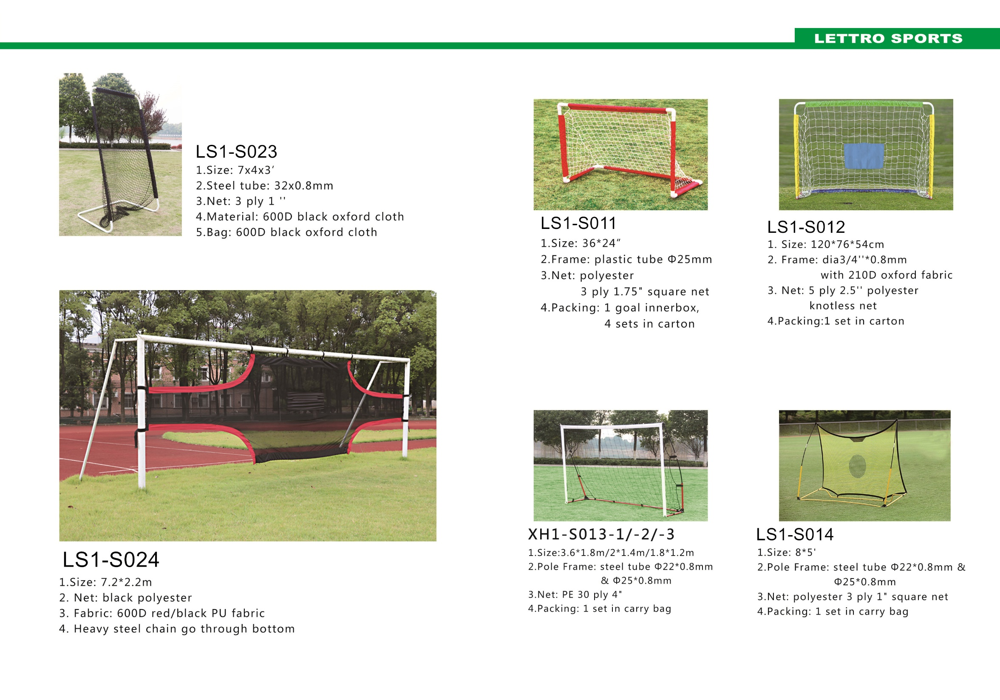 LETTRO SPORTS
LS1-S023
1.Size: 7x4x3‘
2.Steel tube: 32x0.8mm
3.Net: 3 ply 1 ''
4.Material: 600D black oxford cloth
5.Bag: 600D black oxford cloth
LS1-S024
1.Size: 7.2*2.2m
2. Net: black polyester
3. Fabric: 600D red/black PU fabric
4. Heavy steel chain go through bottom
LS1-S011
1.Size: 36*24“
2.Frame: plastic tube Φ25mm
3.Net: polyester
3 ply 1.75" square net
4.Packing: 1 goal innerbox,
4 sets in carton
LS1-S012
1. Size: 120*76*54cm
2. Frame: dia3/4''*0.8mm
with 210D oxford fabric
3. Net: 5 ply 2.5'' polyester
knotless net
4.Packing:1 set in carton
XH1-S013-1/-2/-3
1.Size:3.6*1.8m/2*1.4m/1.8*1.2m
2.Pole Frame: steel tube Φ22*0.8mm
& Φ25*0.8mm
3.Net: PE 30 ply 4"
4.Packing: 1 set in carry bag
LS1-S014
1.Size: 8*5'
2.Pole Frame: steel tube Φ22*0.8mm &
Φ25*0.8mm
3.Net: polyester 3 ply 1" square net
4.Packing: 1 set in carry bag